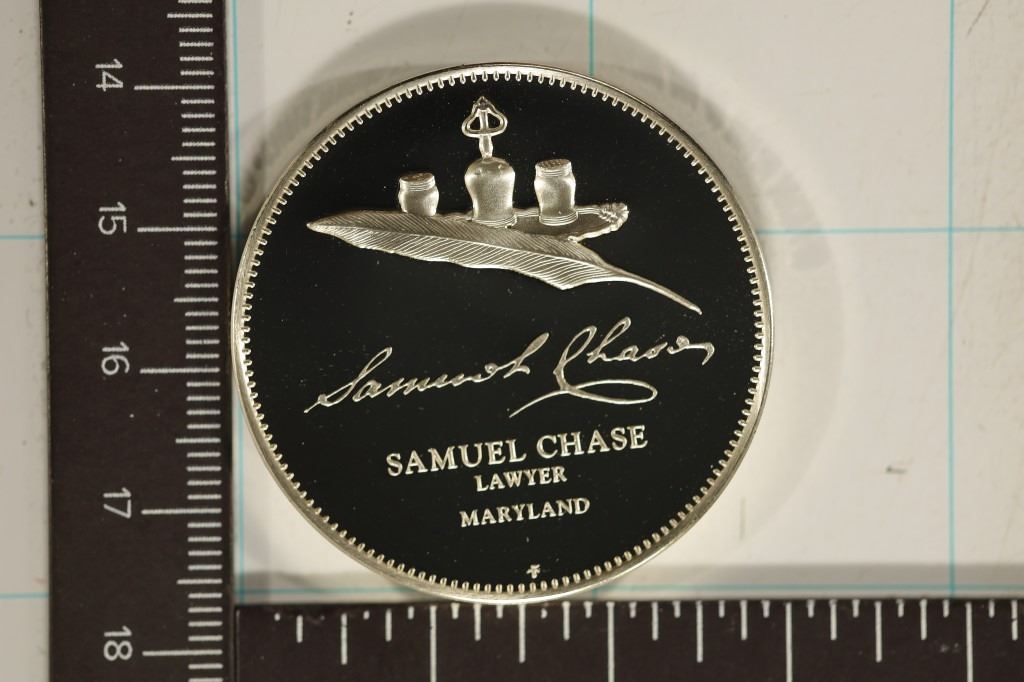 14
15
16
17
18
Samuel Chase
SAMUEL CHASE
LAWYER
MARYLAND